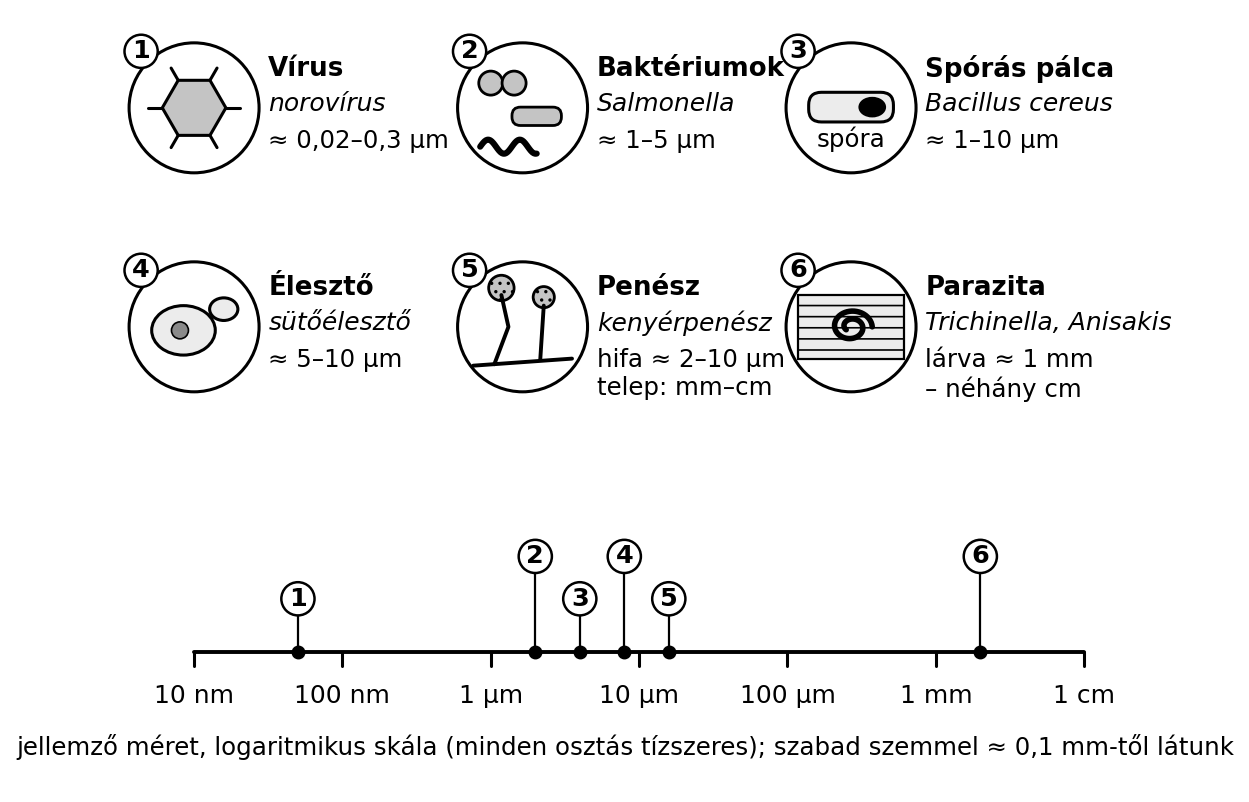 1
Vírus
norovírus
≈ 0,02–0,3 µm
2
Baktériumok
Salmonella
≈ 1–5 µm
3
Spórás pálca
Bacillus cereus
≈ 1–10 µm
spóra
4
Élesztő
sütőélesztő
≈ 5–10 µm
5
Penész
kenyérpenész
hifa ≈ 2–10 µm
telep: mm–cm
6
Parazita
Trichinella, Anisakis
lárva ≈ 1 mm
– néhány cm
2 4 6
1 3 5
10 nm 100 nm 1 µm 10 µm 100 µm 1 mm 1 cm
jellemző méret, logaritmikus skála (minden osztás tízszeres); szabad szemmel ≈ 0,1 mm-től látunk